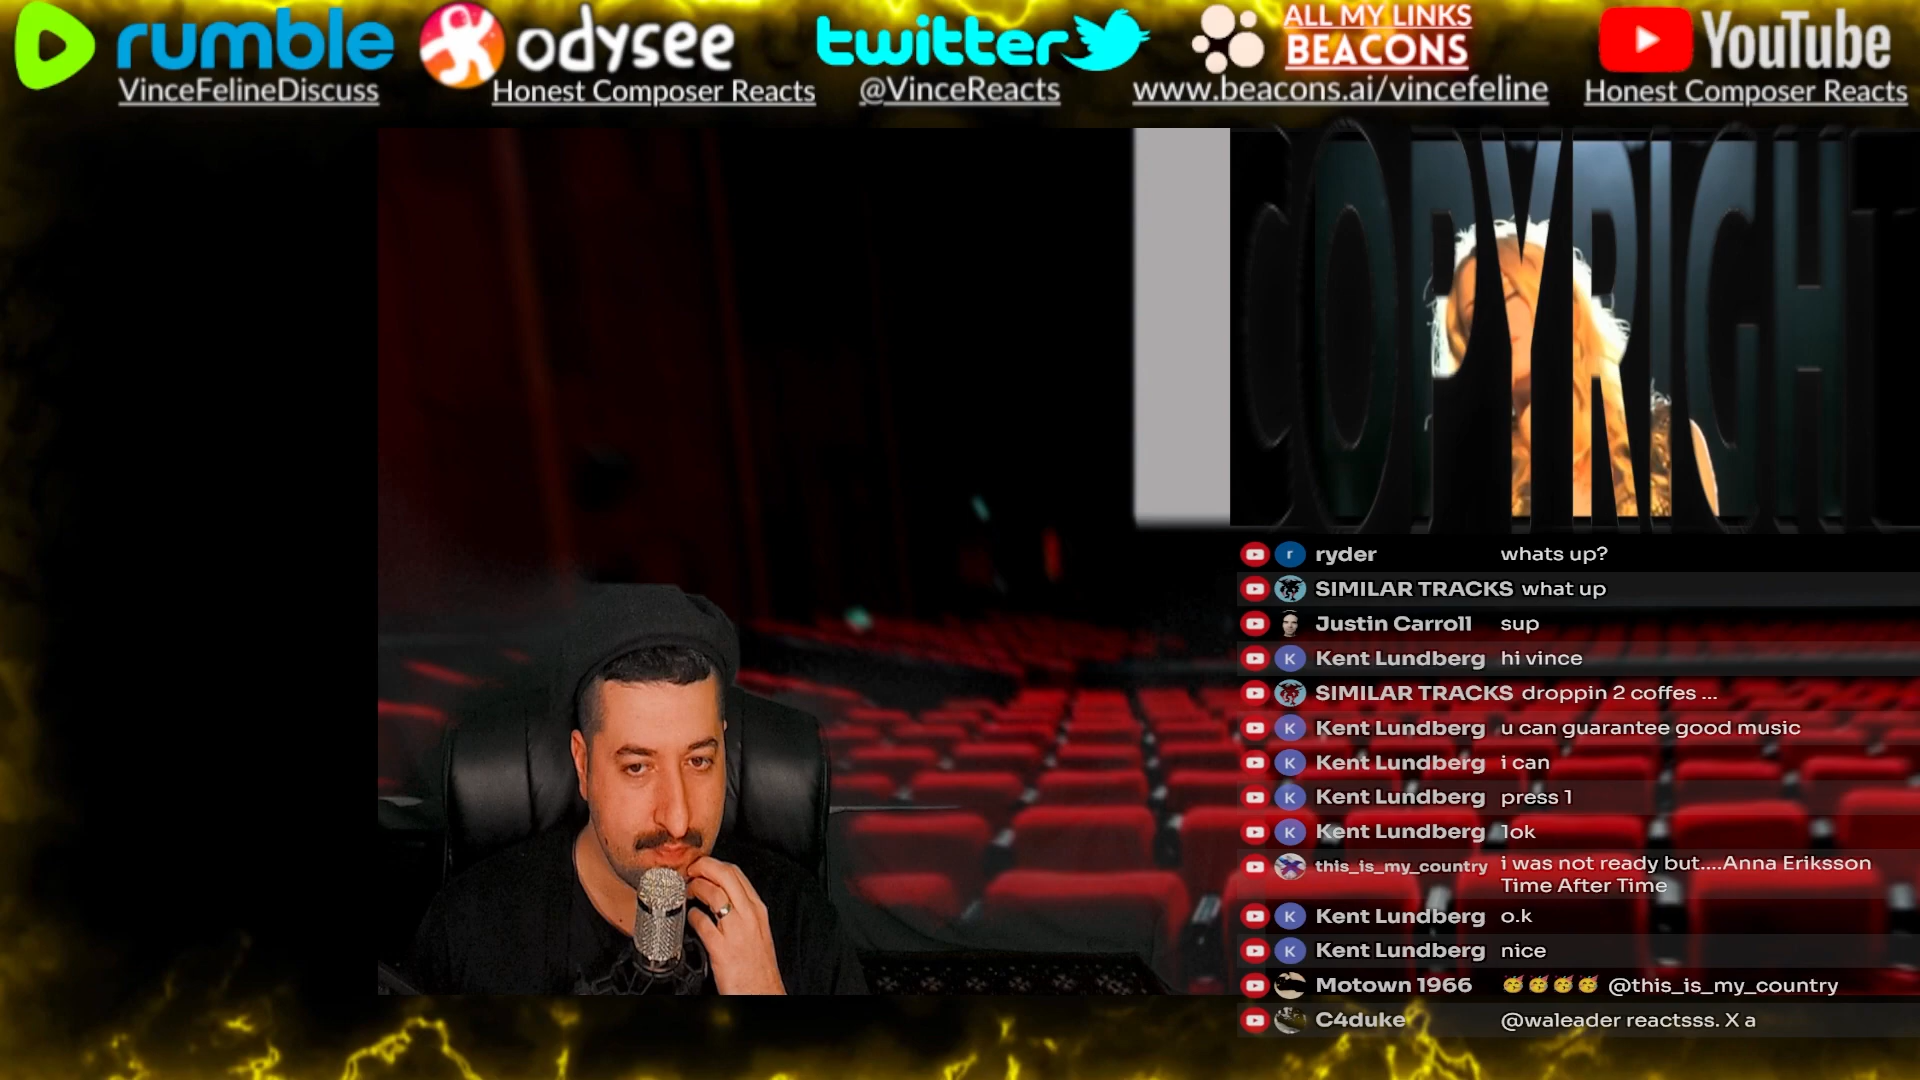 rumble
VinceFelineDiscuss
odysee
Honest Composer Reacts
twitter
@VinceReacts
ALL MY LINKS
BEACONS
www.beacons.ai/vincefeline
YouTube
Honest Composer Reacts
COPYRIGHT
r ryder whats up?
SIMILAR TRACKS what up
Justin Carroll sup
K Kent Lundberg hi vince
SIMILAR TRACKS droppin 2 coffes ...
K Kent Lundberg u can guarantee good music
K Kent Lundberg i can
K Kent Lundberg press 1
K Kent Lundberg 1ok
this_is_my_country i was not ready but....Anna Eriksson
Time After Time
K Kent Lundberg o.k
K Kent Lundberg nice
Motown 1966 🥳🥳🥳🥳 @this_is_my_country
C4duke @waleader reactsss. X a